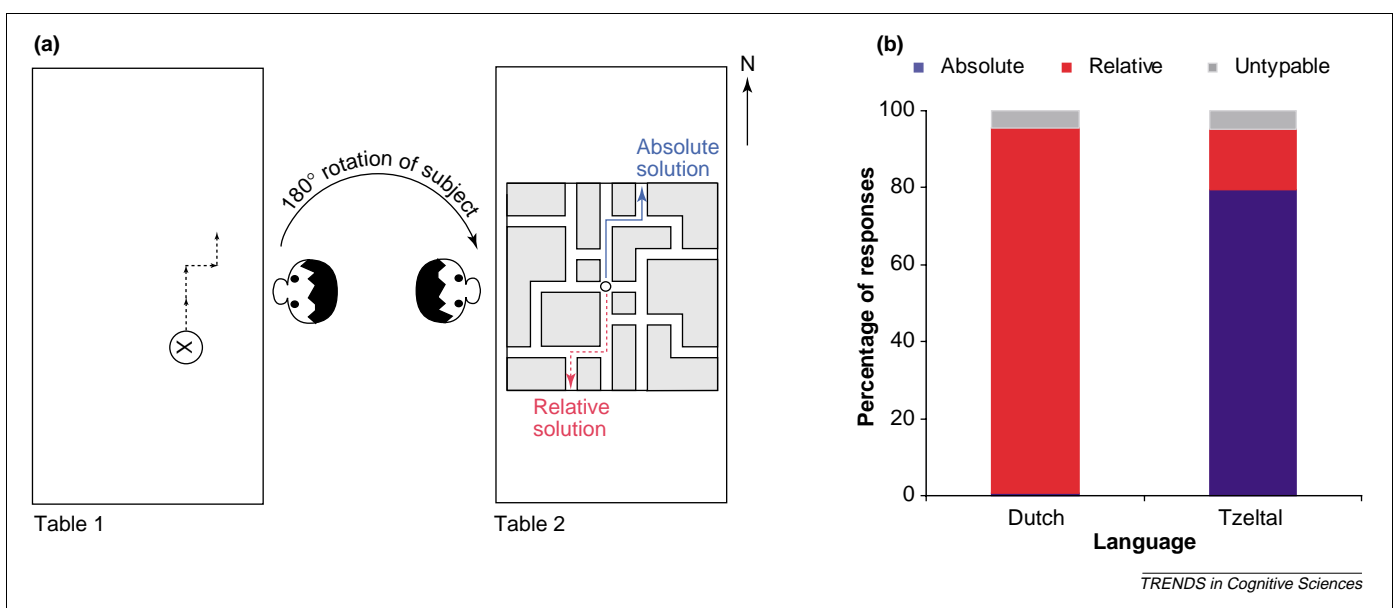 (a)
N
180° rotation of subject
Absolute
solution
X
Relative
solution
Table 1
Table 2
(b)
Absolute Relative Untypable
Percentage of responses
100
80
60
40
20
0
Dutch Tzeltal
Language
TRENDS in Cognitive Sciences